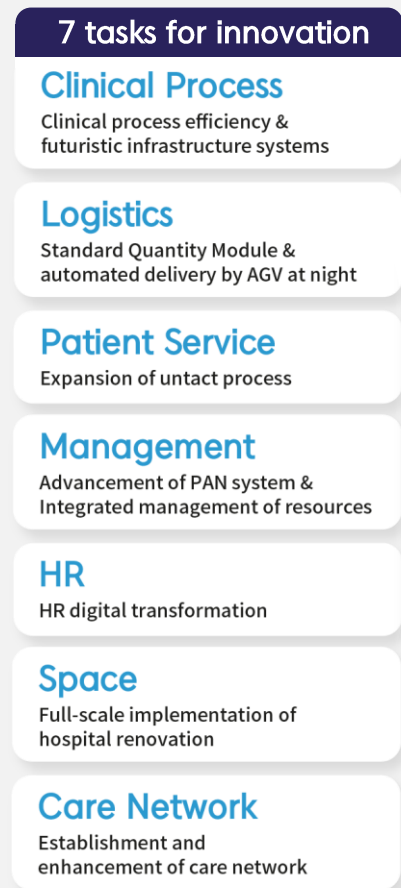 7 tasks for innovation
Clinical Process
Clinical process efficiency &
futuristic infrastructure systems
Logistics
Standard Quantity Module &
automated delivery by AGV at night
Patient Service
Expansion of untact process
Management
Advancement of PAN system &
Integrated management of resources
HR
HR digital transformation
Space
Full-scale implementation of
hospital renovation
Care Network
Establishment and
enhancement of care network